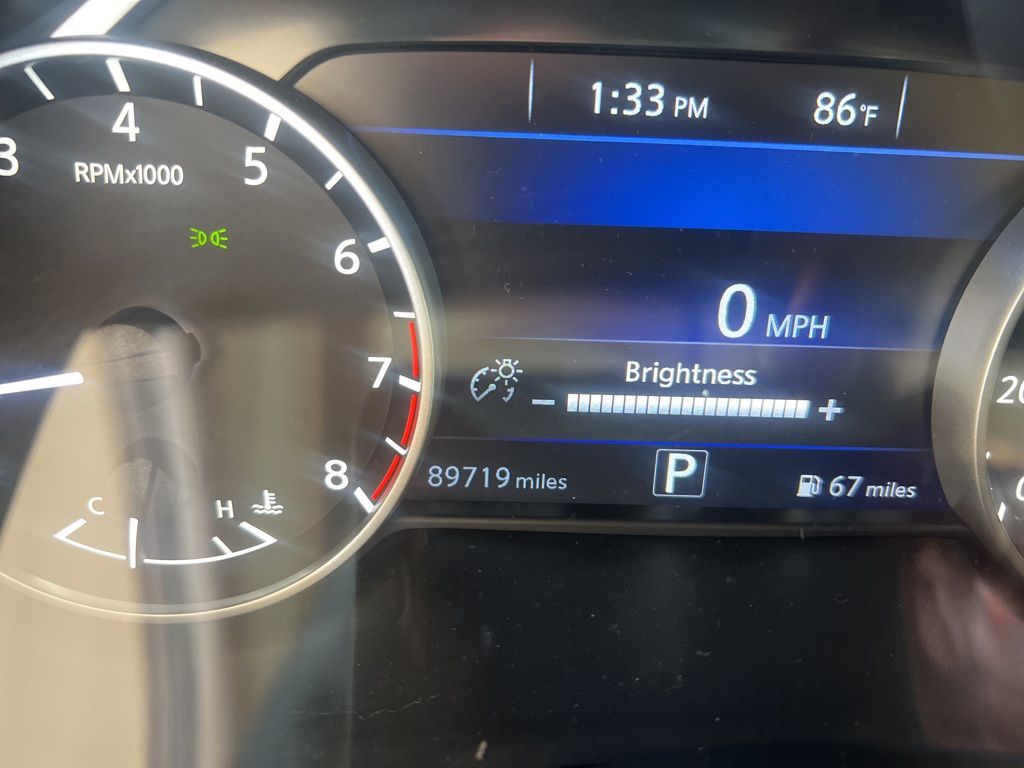 1:33 PM 86°F
3 4 5 6 7 8
RPMx1000
0 MPH
Brightness
− +
89719 miles P 67 miles
C H